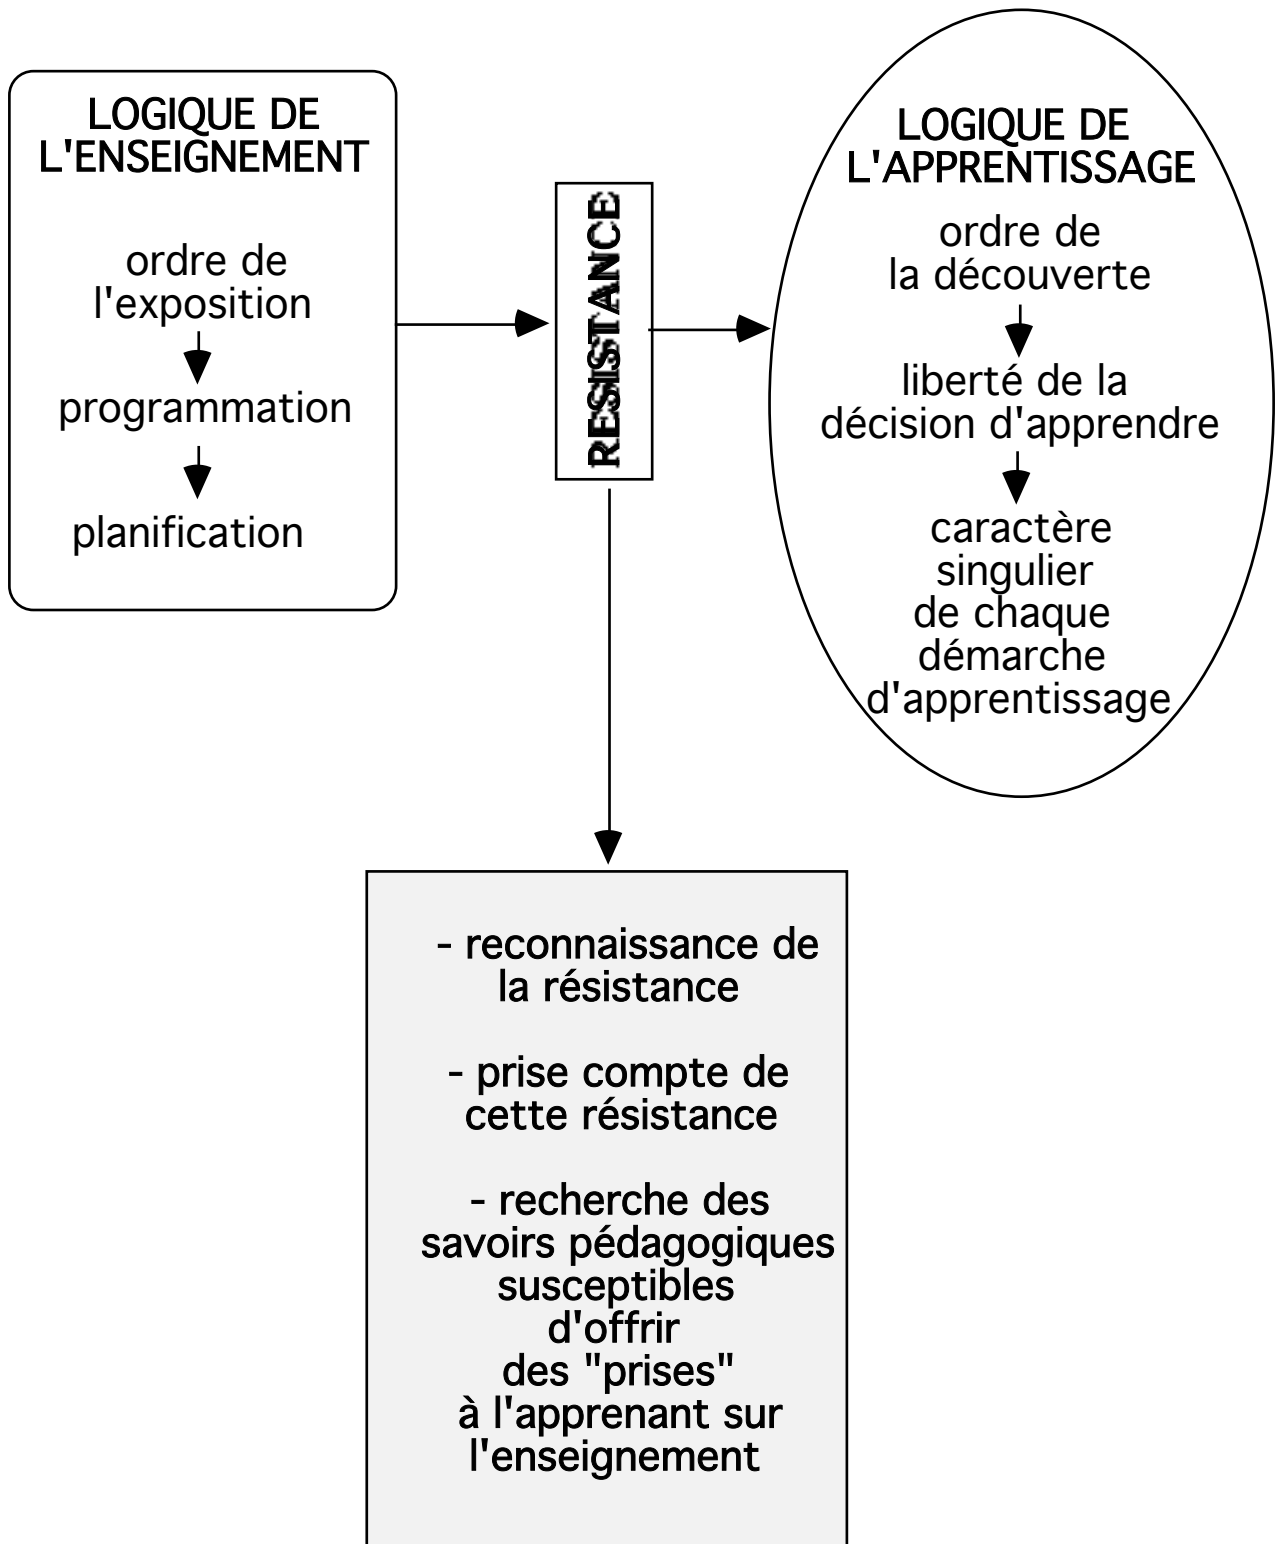 LOGIQUE DE
L'ENSEIGNEMENT
ordre de
l'exposition
programmation
planification
RESISTANCE
LOGIQUE DE
L'APPRENTISSAGE
ordre de
la découverte
liberté de la
décision d'apprendre
caractère
singulier
de chaque
démarche
d'apprentissage
- reconnaissance de
la résistance
- prise compte de
cette résistance
- recherche des
savoirs pédagogiques
susceptibles
d'offrir
des "prises"
à l'apprenant sur
l'enseignement